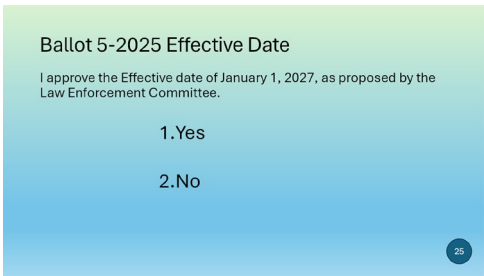 Ballot 5-2025 Effective Date
I approve the Effective date of January 1, 2027, as proposed by the
Law Enforcement Committee.
1.Yes
2.No
25